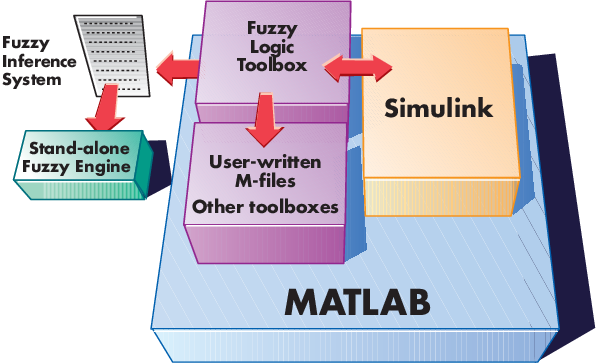 Fuzzy
Inference
System
Fuzzy
Logic
Toolbox
Simulink
Stand-alone
Fuzzy Engine
User-written
M-files
Other toolboxes
MATLAB